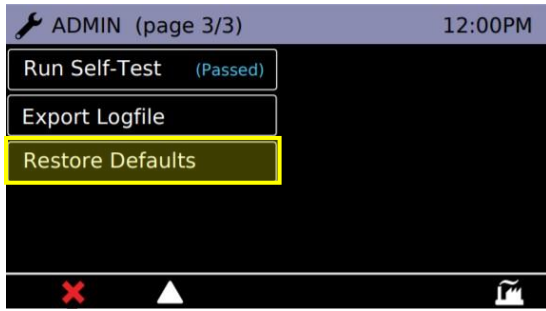 ADMIN (page 3/3) 12:00PM
Run Self-Test (Passed)
Export Logfile
Restore Defaults